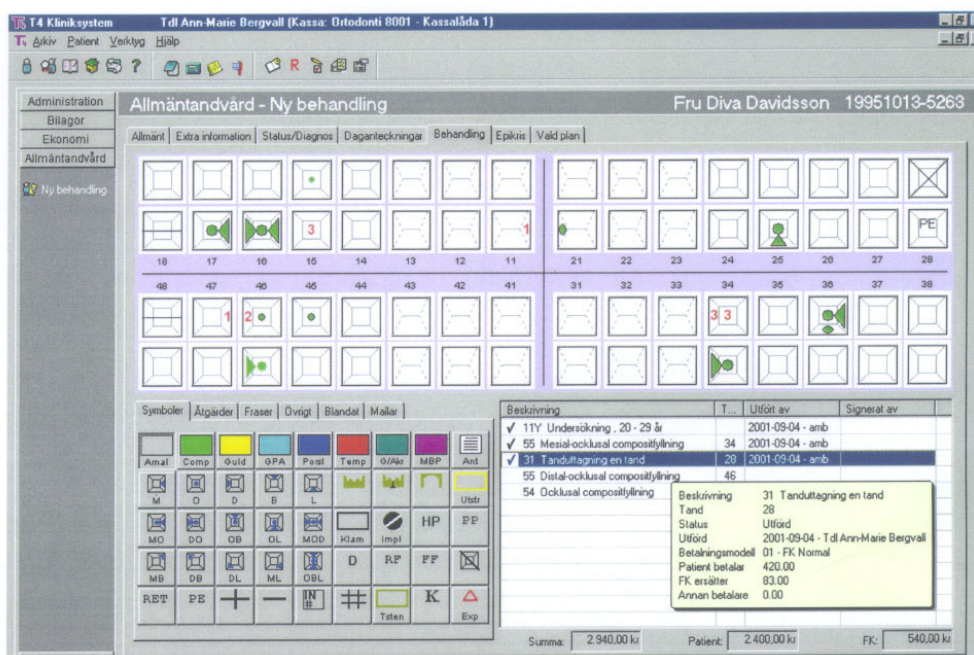 T4 Kliniksystem Tdl Ann-Marie Bergvall (Kassa: Ortodonti 8001 - Kassalåda 1)
Arkiv Patient Verktyg Hjälp
Administration
Bilagor
Ekonomi
Allmäntandvård
Ny behandling
Allmäntandvård - Ny behandling Fru Diva Davidsson 19951013-5263
Allmänt Extra information Status/Diagnos Daganteckningar Behandling Epikris Vald plan
3 1 PE
18 17 16 15 14 13 12 11 21 22 23 24 25 26 27 28
48 47 46 45 44 43 42 41 31 32 33 34 35 36 37 38
1 2 3 3
Symboler Åtgärder Fraser Övrigt Blandat Mallar
Amal Comp Guld GPA Porsl Temp G/Akr MBP Ant
M O D B L Utstr
MO DO OB OL MOD Klam Impl HP PP
MB DB DL ML OBL D RF FF
RET PE IN # Tsten K Exp
Beskrivning T... Utfört av Signerat av
11Y Undersökning , 20 - 29 år 2001-09-04 - amb
55 Mesial-ocklusal compositfyllning 34 2001-09-04 - amb
31 Tanduttagning en tand 28 2001-09-04 - amb
55 Distal-ocklusal compositfyllning 46
54 Ocklusal compositfyllning
Beskrivning 31 Tanduttagning en tand
Tand 28
Status Utförd
Utförd 2001-09-04 - Tdl Ann-Marie Bergvall
Betalningsmodell 01 - FK Normal
Patient betalar 420.00
FK ersätter 83.00
Annan betalare 0.00
Summa: 2.940,00 kr Patient: 2.400,00 kr FK: 540,00 kr